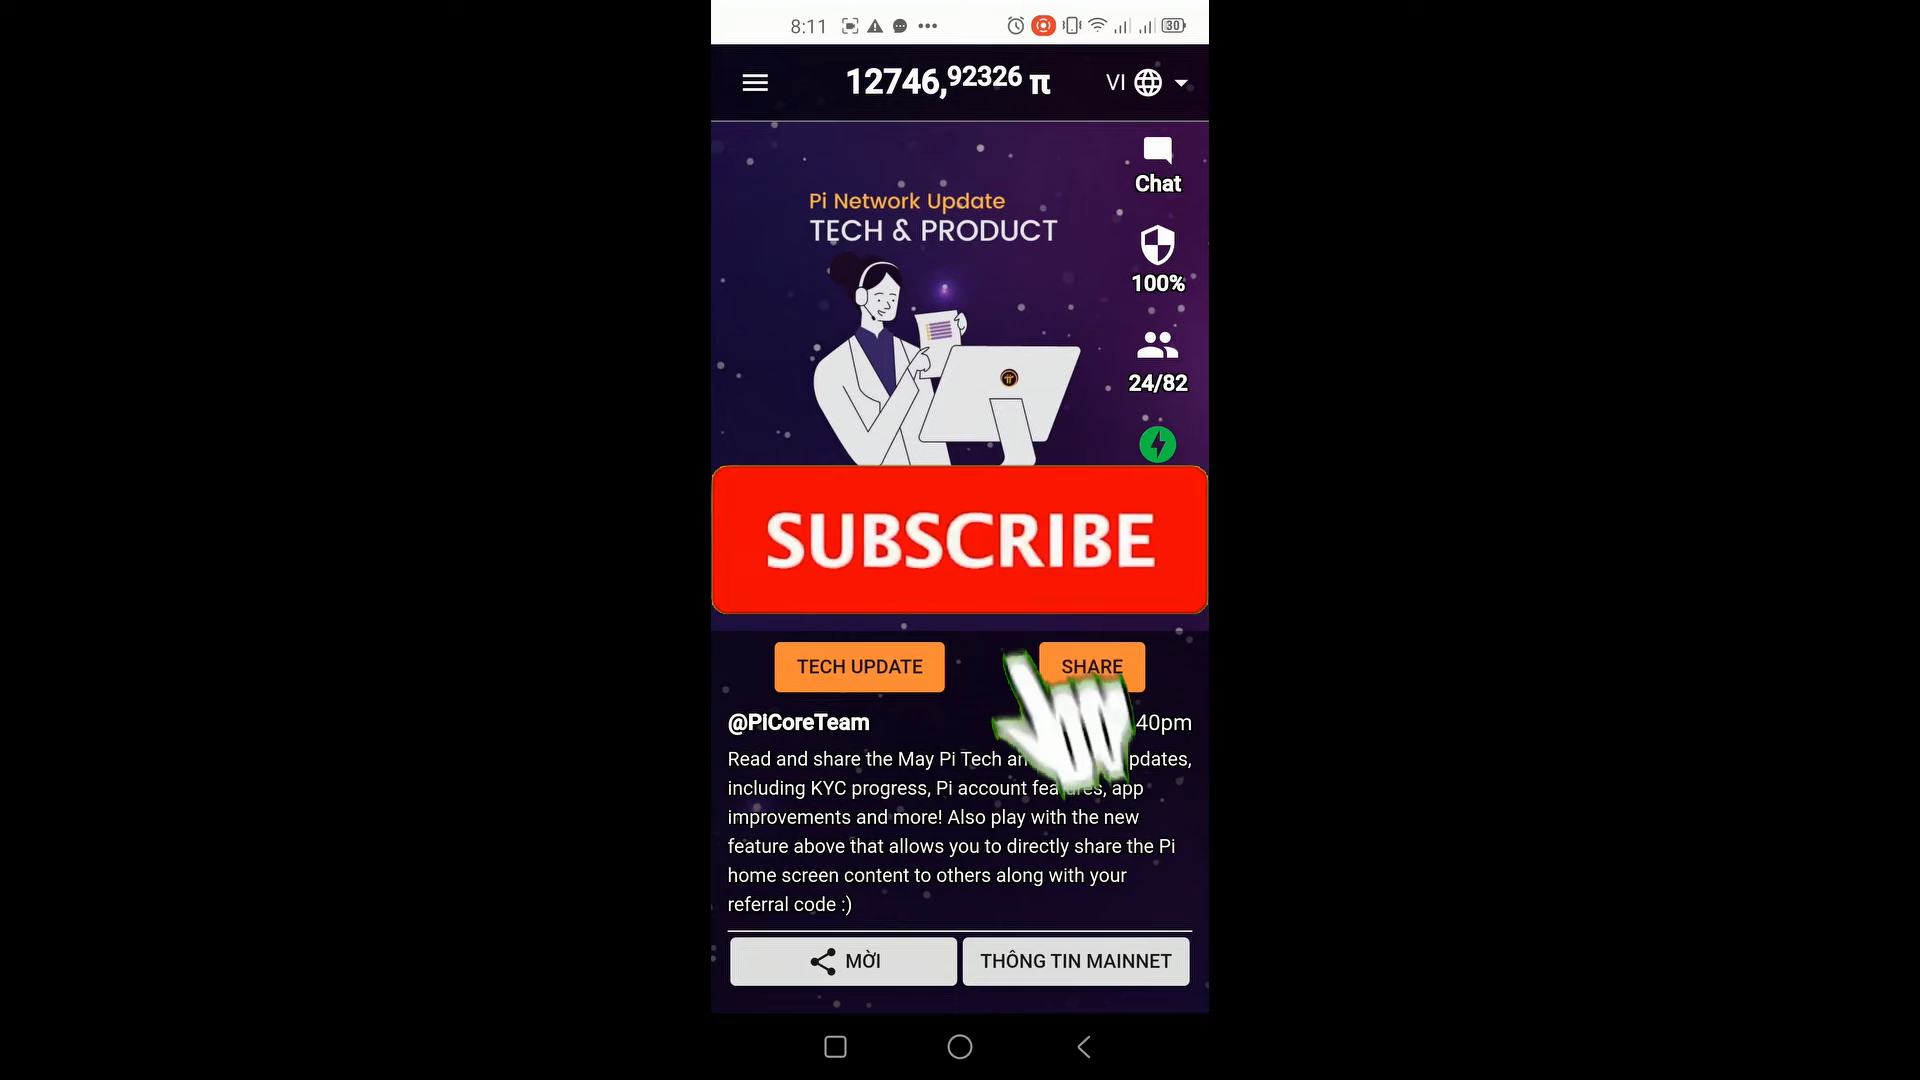 8:11
30
12746,92326 π
VI
Chat
Pi Network Update
TECH & PRODUCT
100%
24/82
SUBSCRIBE
TECH UPDATE
SHARE
@PiCoreTeam
40pm
Read and share the May Pi Tech
including KYC progress, Pi account app
improvements and more! Also play with the new
feature above that allows you to directly share the Pi
home screen content to others along with your
referral code :)
MỜI
THÔNG TIN MAINNET